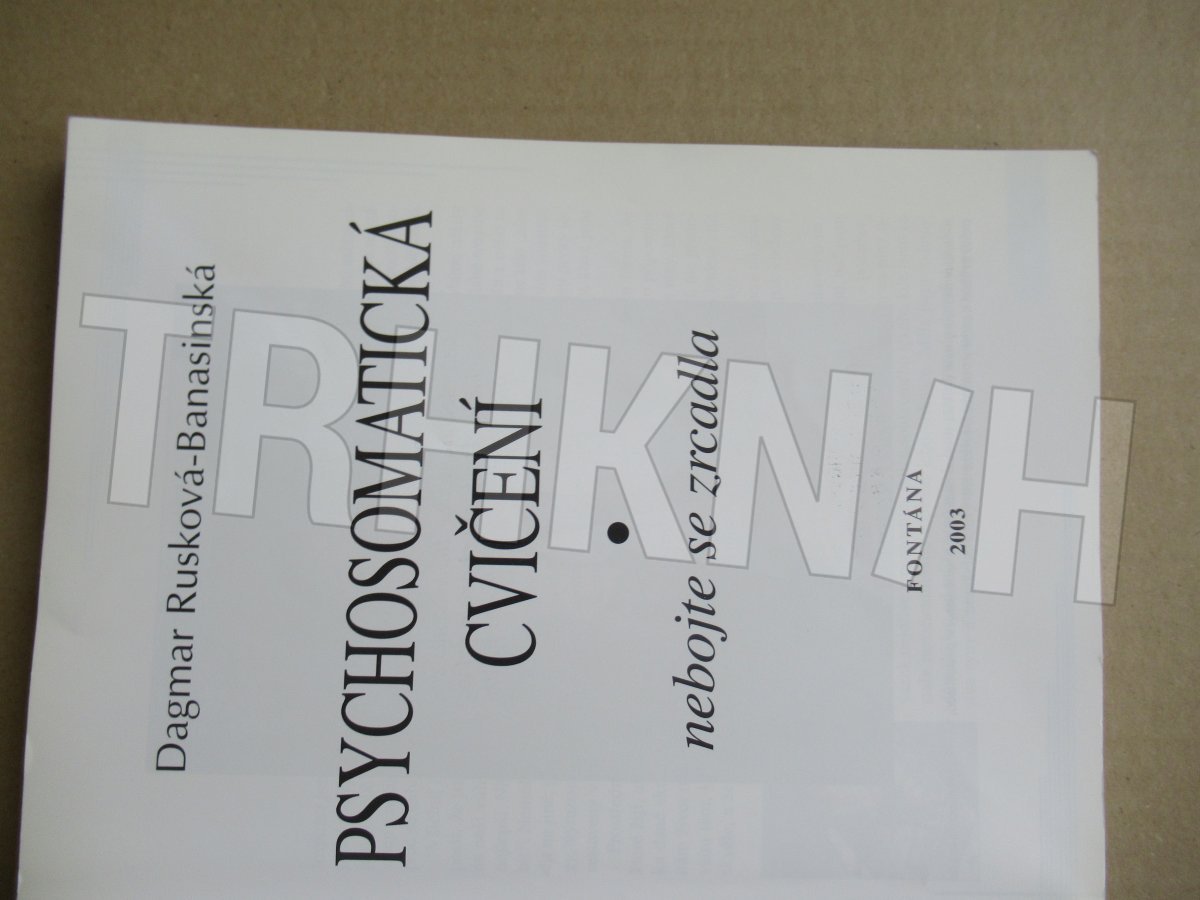 Dagmar Rusková-Banasinská
PSYCHOSOMATICKÁ
CVIČENÍ
•
nebojte se zrcadla
FONTÁNA
2003
TRHKNIH